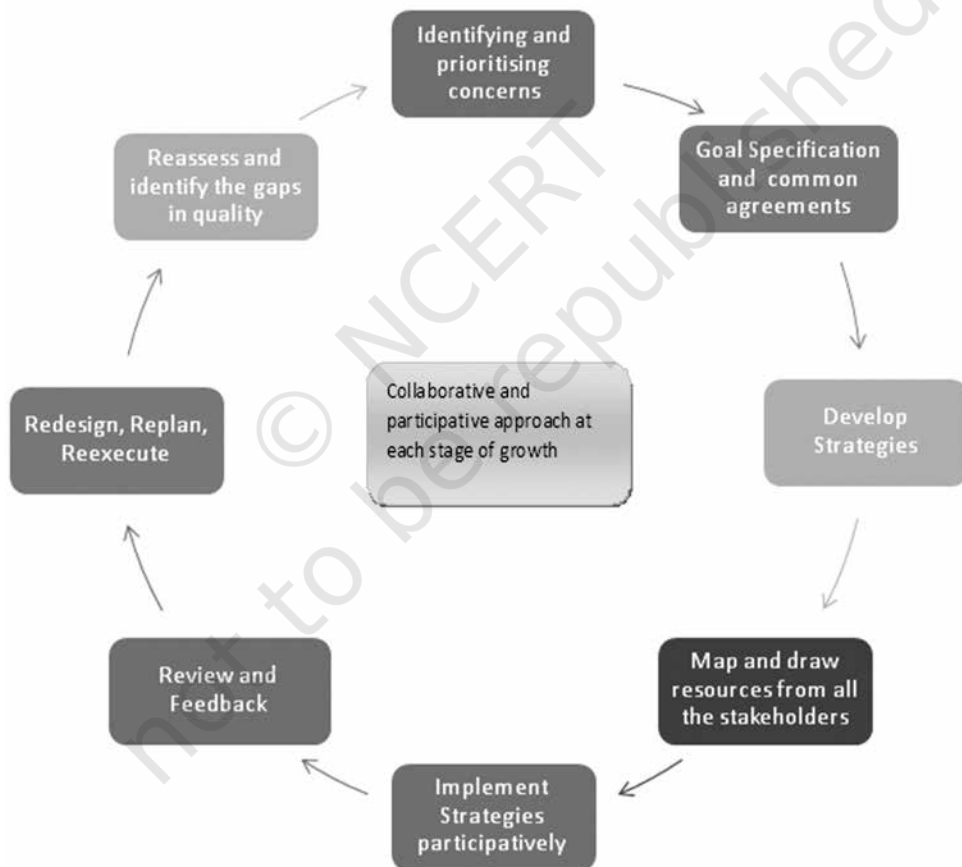 Identifying and
prioritising
concerns
Goal Specification
and common
agreements
Develop
Strategies
Map and draw
resources from all
the stakeholders
Implement
Strategies
participatively
Review and
Feedback
Redesign, Replan,
Reexecute
Reassess and
identify the gaps
in quality
Collaborative and
participative approach at
each stage of growth
© NCERT
not to be republished